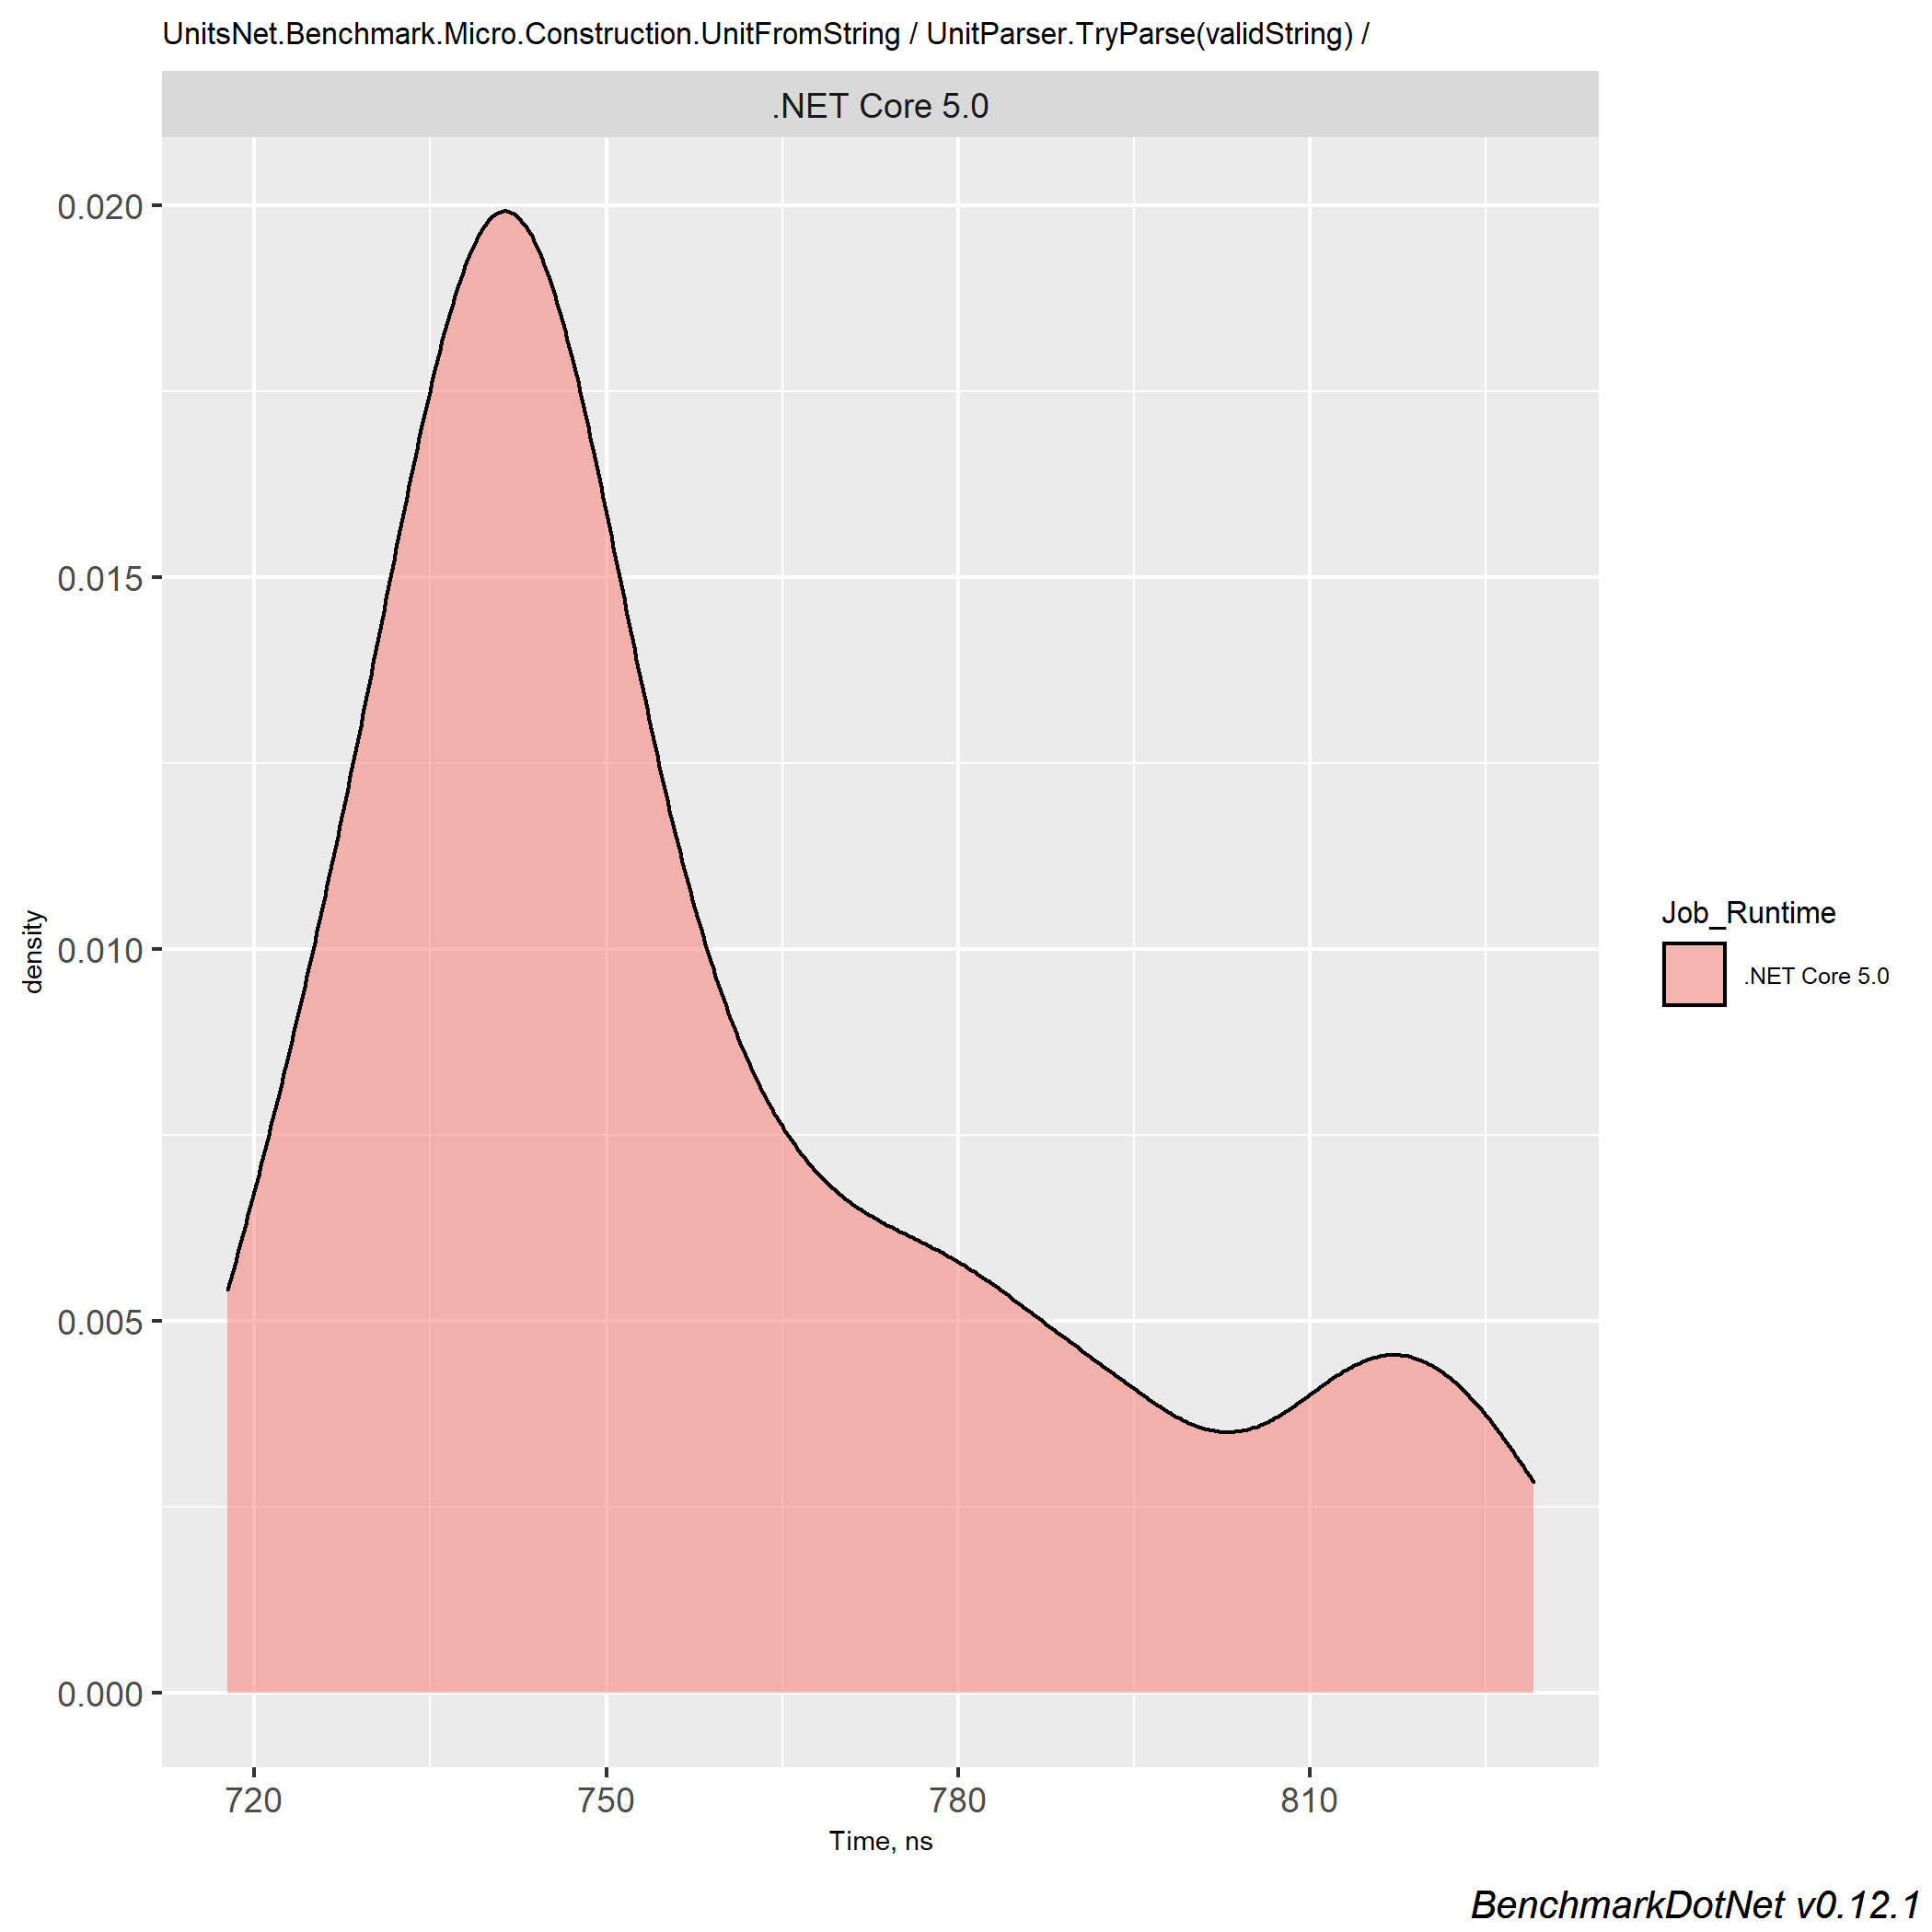 UnitsNet.Benchmark.Micro.Construction.UnitFromString / UnitParser.TryParse(validString) /
.NET Core 5.0
0.020
0.015
0.010
0.005
0.000
density
720 750 780 810
Time, ns
Job_Runtime
.NET Core 5.0
BenchmarkDotNet v0.12.1